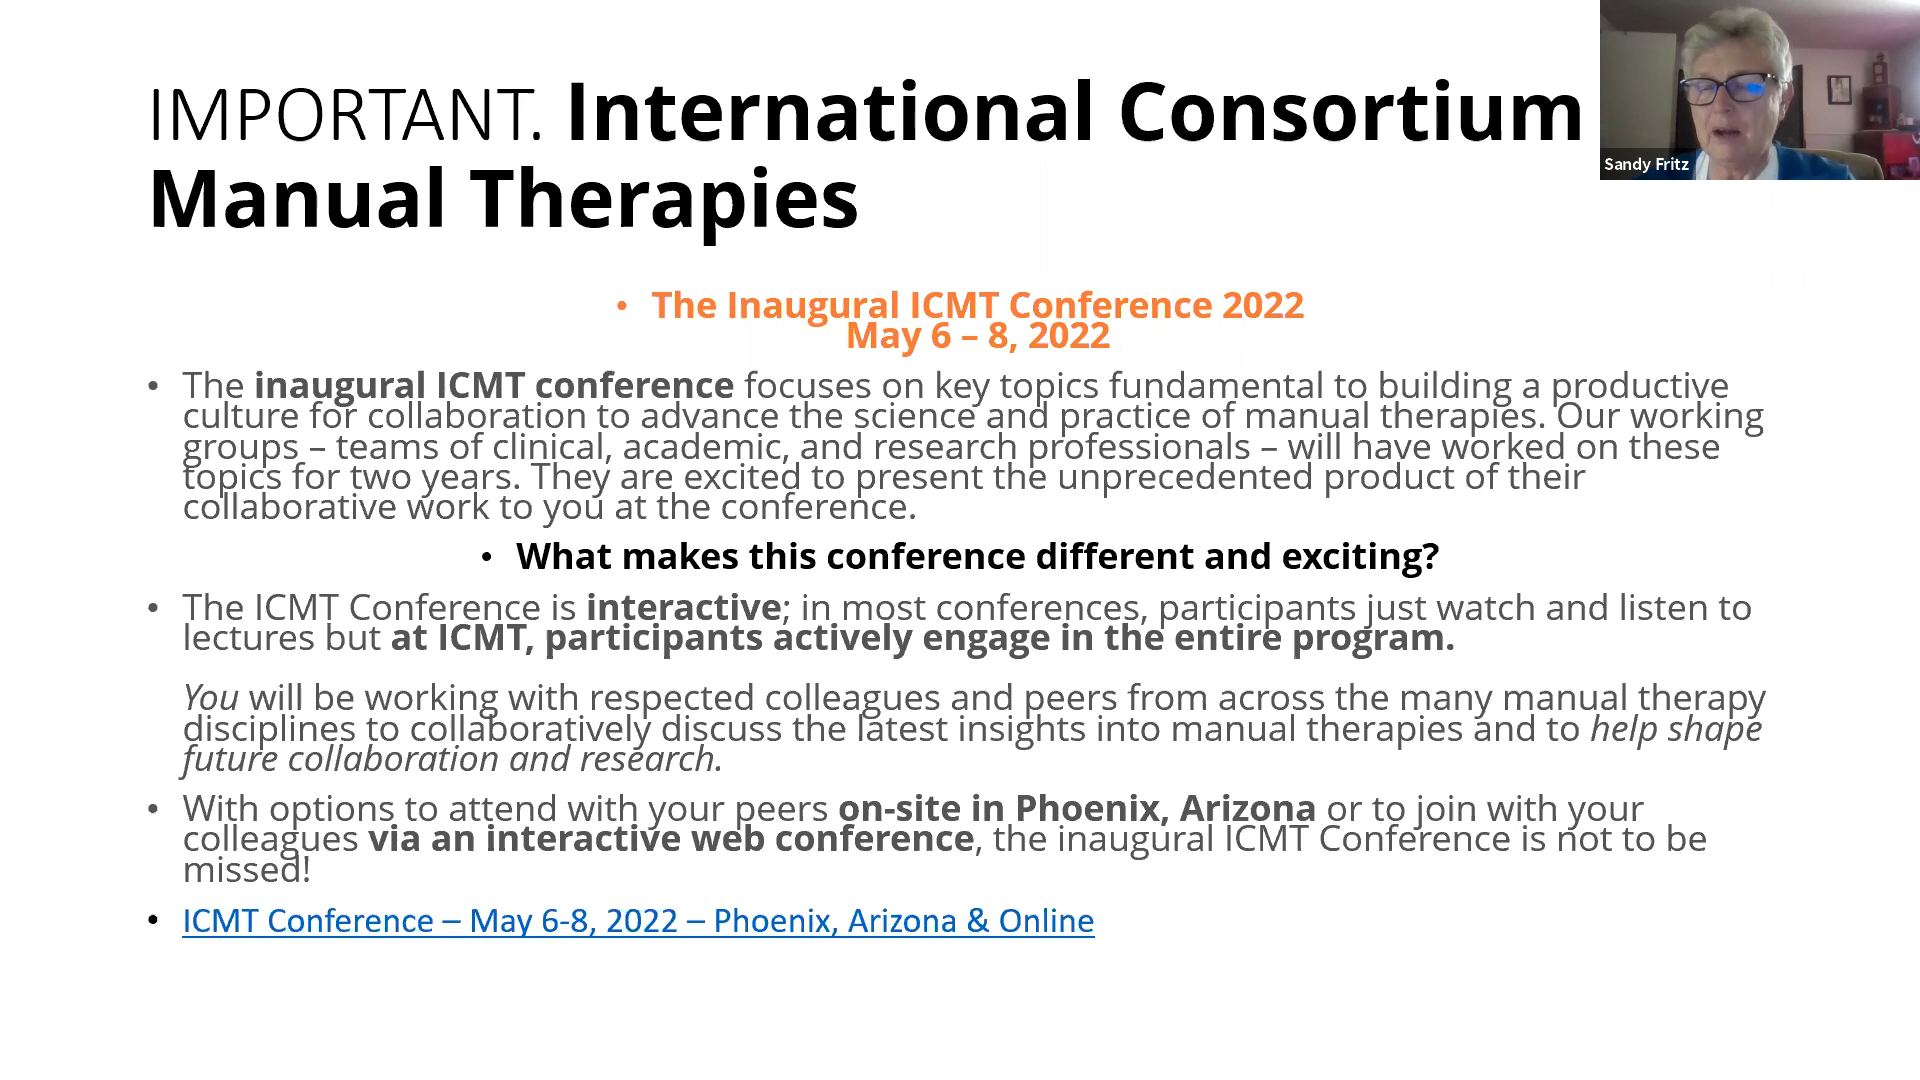 IMPORTANT. International Consortium
Manual Therapies
Sandy Fritz
• The Inaugural ICMT Conference 2022
May 6 – 8, 2022
• The inaugural ICMT conference focuses on key topics fundamental to building a productive
culture for collaboration to advance the science and practice of manual therapies. Our working
groups – teams of clinical, academic, and research professionals – will have worked on these
topics for two years. They are excited to present the unprecedented product of their
collaborative work to you at the conference.
• What makes this conference different and exciting?
• The ICMT Conference is interactive; in most conferences, participants just watch and listen to
lectures but at ICMT, participants actively engage in the entire program.
You will be working with respected colleagues and peers from across the many manual therapy
disciplines to collaboratively discuss the latest insights into manual therapies and to help shape
future collaboration and research.
• With options to attend with your peers on-site in Phoenix, Arizona or to join with your
colleagues via an interactive web conference, the inaugural ICMT Conference is not to be
missed!
• ICMT Conference – May 6-8, 2022 – Phoenix, Arizona & Online